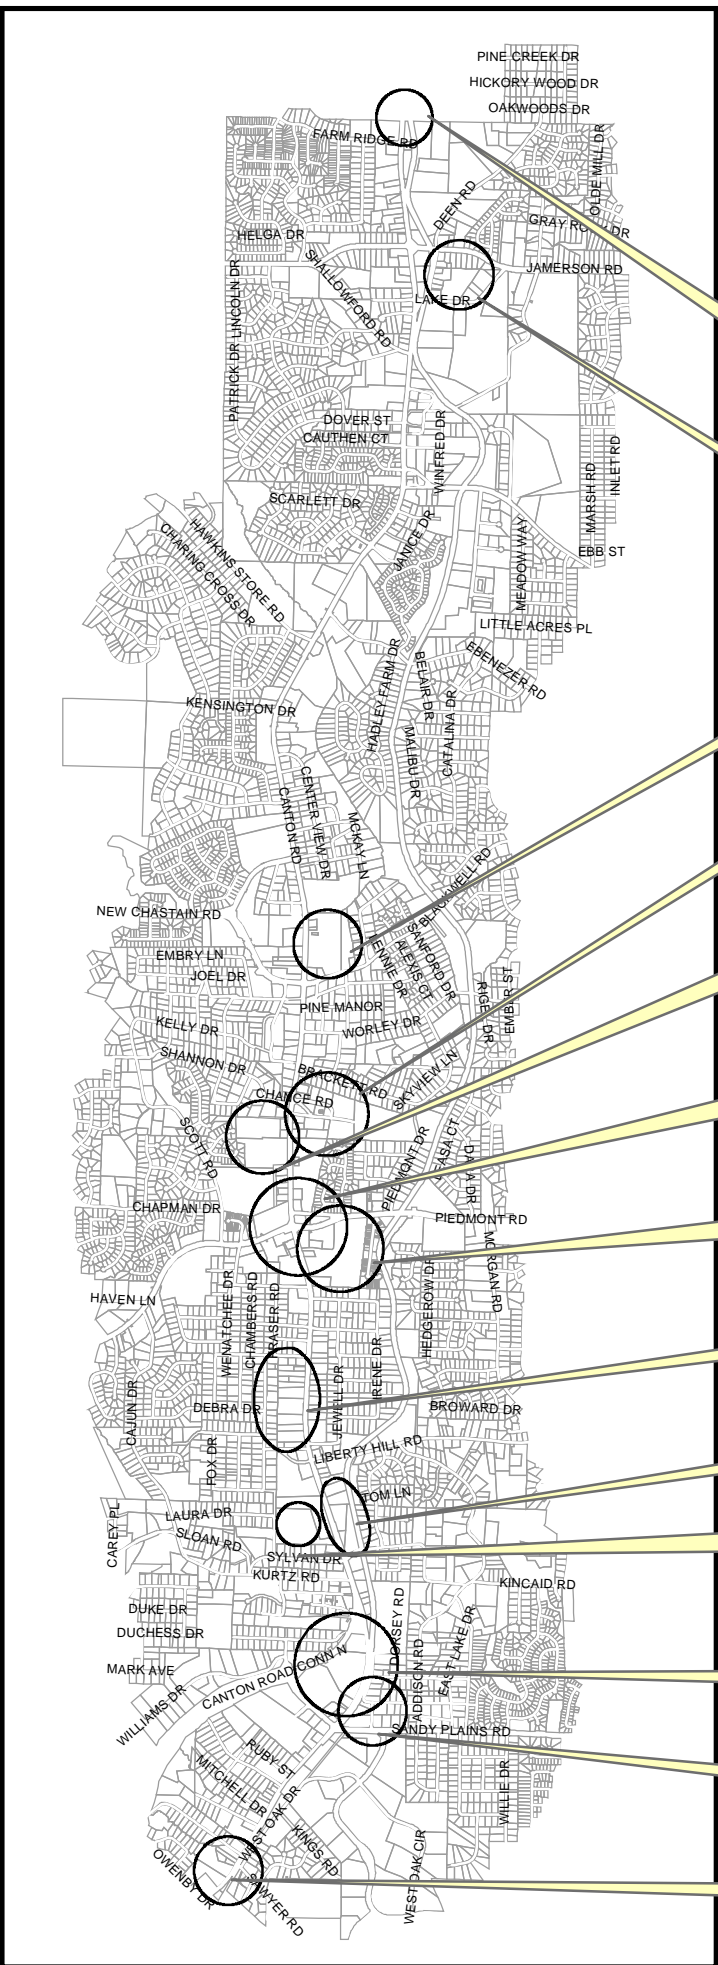 PINE CREEK DR
HICKORY WOOD DR
OAKWOODS DR
FARM RIDGE RD
OLDE MILL DR
DEEN RD
HELGA DR
SHALLOWFORD RD
JAMERSON RD
LAKE DR
LINCOLN DR
PATRICK DR
DOVER ST
CAUTHEN CT
WINFRED DR
SCARLETT DR
INLET RD
MARSH RD
HAWKINS STORE RD
CHARING CROSS DR
JANICE DR
EBB ST
MEADOW WAY
LITTLE ACRES PL
EBENEZER RD
HADLEY FARM DR
BELAIR DR
KENSINGTON DR
CATALINA DR
MALIBU DR
CENTER VIEW DR
CANTON RD
MCKAY LN
BLACKWELL RD
NEW CHASTAIN RD
SANFORD DR
ALEXIS CT
LENNIE DR
EMBRY LN
JOEL DR
RIGE DR
EMBER ST
PINE MANOR
KELLY DR
WORLEY DR
SHANNON DR
BRACKETT RD
SKYVIEW LN
CHANCE RD
SCOTT RD
PIEDMONT DR
DANA DR
CHAPMAN DR
PIEDMONT RD
MORGAN RD
HAVEN LN
WENATCHEE DR
CHAMBERS RD
FRASER RD
HEDGEROW DR
IRENE DR
JEWELL DR
CAJUN DR
DEBRA DR
BROWARD DR
LIBERTY HILL RD
FOX DR
TOM LN
LAURA DR
CAREY PL
SLOAN RD
SYLVAN DR
KURTZ RD
KINCAID RD
DUKE DR
DUCHESS DR
DORSEY RD
EAST LAKE DR
ADDISON RD
MARK AVE
CANTON ROAD CONN N
WILLIAMS DR
SANDY PLAINS RD
RUBY ST
MITCHELL DR
WEST OAK DR
WILLIE DR
KINGS RD
OWENBY DR
SAWYER RD
WEST OAK CIR